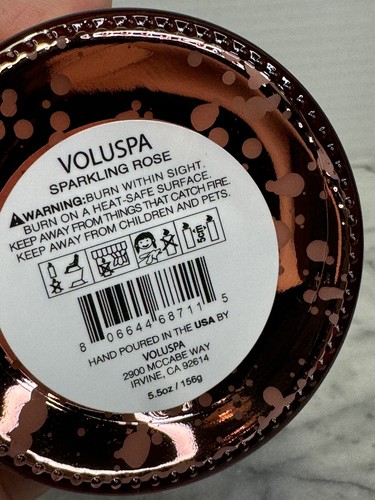 VOLUSPA
SPARKLING ROSE
WARNING: BURN WITHIN SIGHT.
BURN ON A HEAT-SAFE SURFACE.
KEEP AWAY FROM THINGS THAT CATCH FIRE.
KEEP AWAY FROM CHILDREN AND PETS.
5cm
8 06644 68711 5
HAND POURED IN THE USA BY
VOLUSPA
2900 MCCABE WAY
IRVINE, CA 92614
5.5oz / 156g